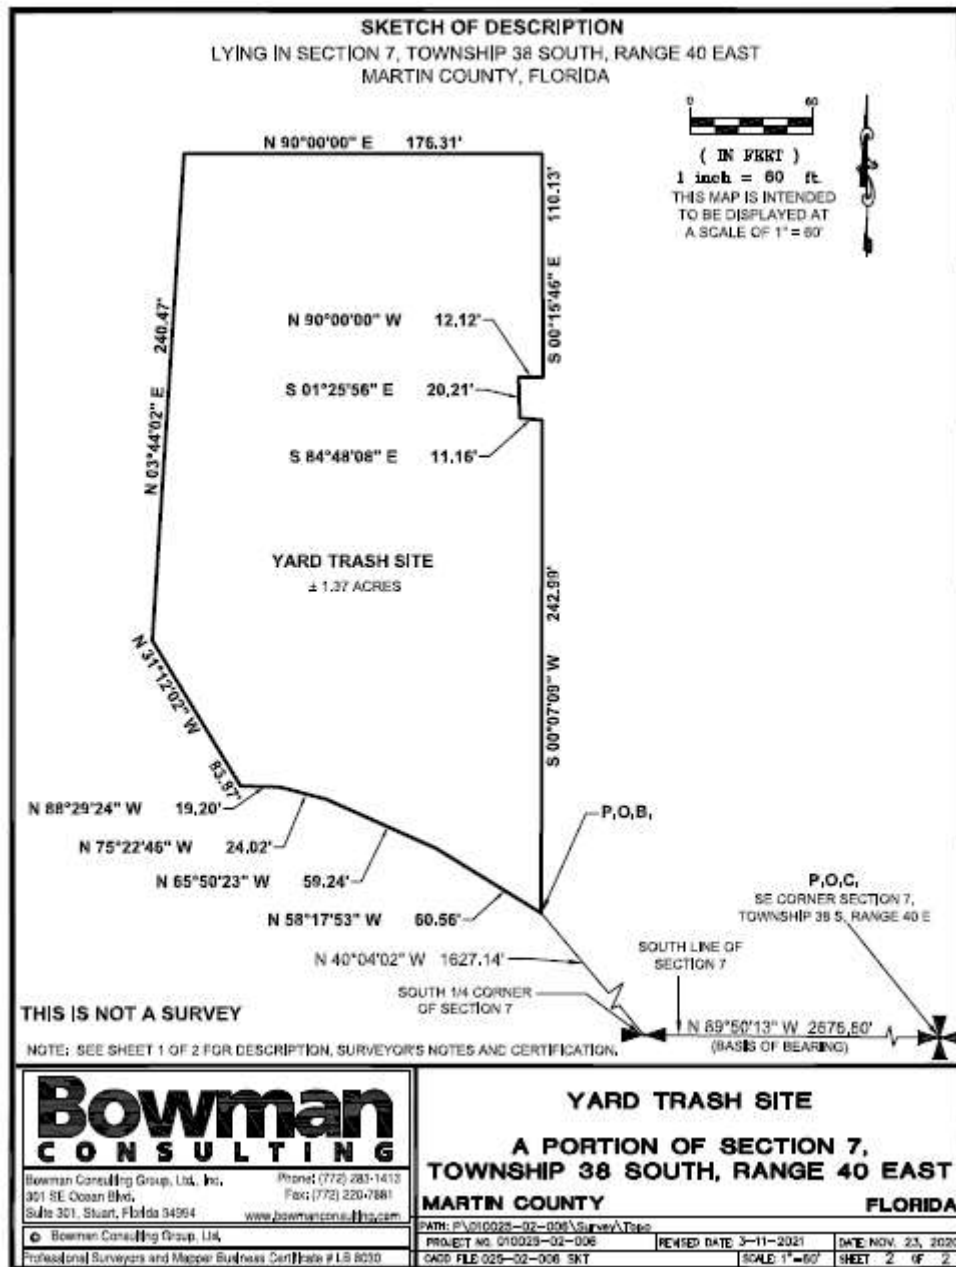 SKETCH OF DESCRIPTION
LYING IN SECTION 7, TOWNSHIP 38 SOUTH, RANGE 40 EAST
MARTIN COUNTY, FLORIDA
0 60
( IN FEET )
1 inch = 60 ft.
THIS MAP IS INTENDED
TO BE DISPLAYED AT
A SCALE OF 1" = 60'
N 90°00'00" E 176.31'
S 00°15'46" E 110.13'
N 90°00'00" W 12.12'
S 01°25'56" E 20.21'
S 84°48'08" E 11.16'
N 03°44'02" E 240.47'
YARD TRASH SITE
± 1.37 ACRES
S 00°07'09" W 242.99'
N 31°12'02" W 83.87'
N 88°29'24" W 19.20'
N 75°22'46" W 24.02'
N 65°50'23" W 59.24'
N 58°17'53" W 60.56'
P.O.B.
P.O.C.
SE CORNER SECTION 7,
TOWNSHIP 38 S, RANGE 40 E
N 40°04'02" W 1627.14'
SOUTH LINE OF
SECTION 7
SOUTH 1/4 CORNER
OF SECTION 7
N 89°50'13" W 2676.60'
(BASIS OF BEARING)
THIS IS NOT A SURVEY
NOTE: SEE SHEET 1 OF 2 FOR DESCRIPTION, SURVEYOR'S NOTES AND CERTIFICATION.
Bowman
CONSULTING
Bowman Consulting Group, Ltd., Inc. Phone: (772) 283-1413
301 SE Ocean Blvd. Fax: (772) 220-7881
Suite 301, Stuart, Florida 34994 www.bowmanconsulting.com
© Bowman Consulting Group, Ltd.
Professional Surveyors and Mapper Business Certificate # LB 8030
YARD TRASH SITE
A PORTION OF SECTION 7,
TOWNSHIP 38 SOUTH, RANGE 40 EAST
MARTIN COUNTY FLORIDA
PATH: P:\010025-02-006\Survey\Topo
PROJECT NO. 010025-02-006 REVISED DATE 3-11-2021 DATE: NOV. 23, 2020
CADD FILE: 025-02-006 SKT SCALE: 1"=60' SHEET 2 OF 2